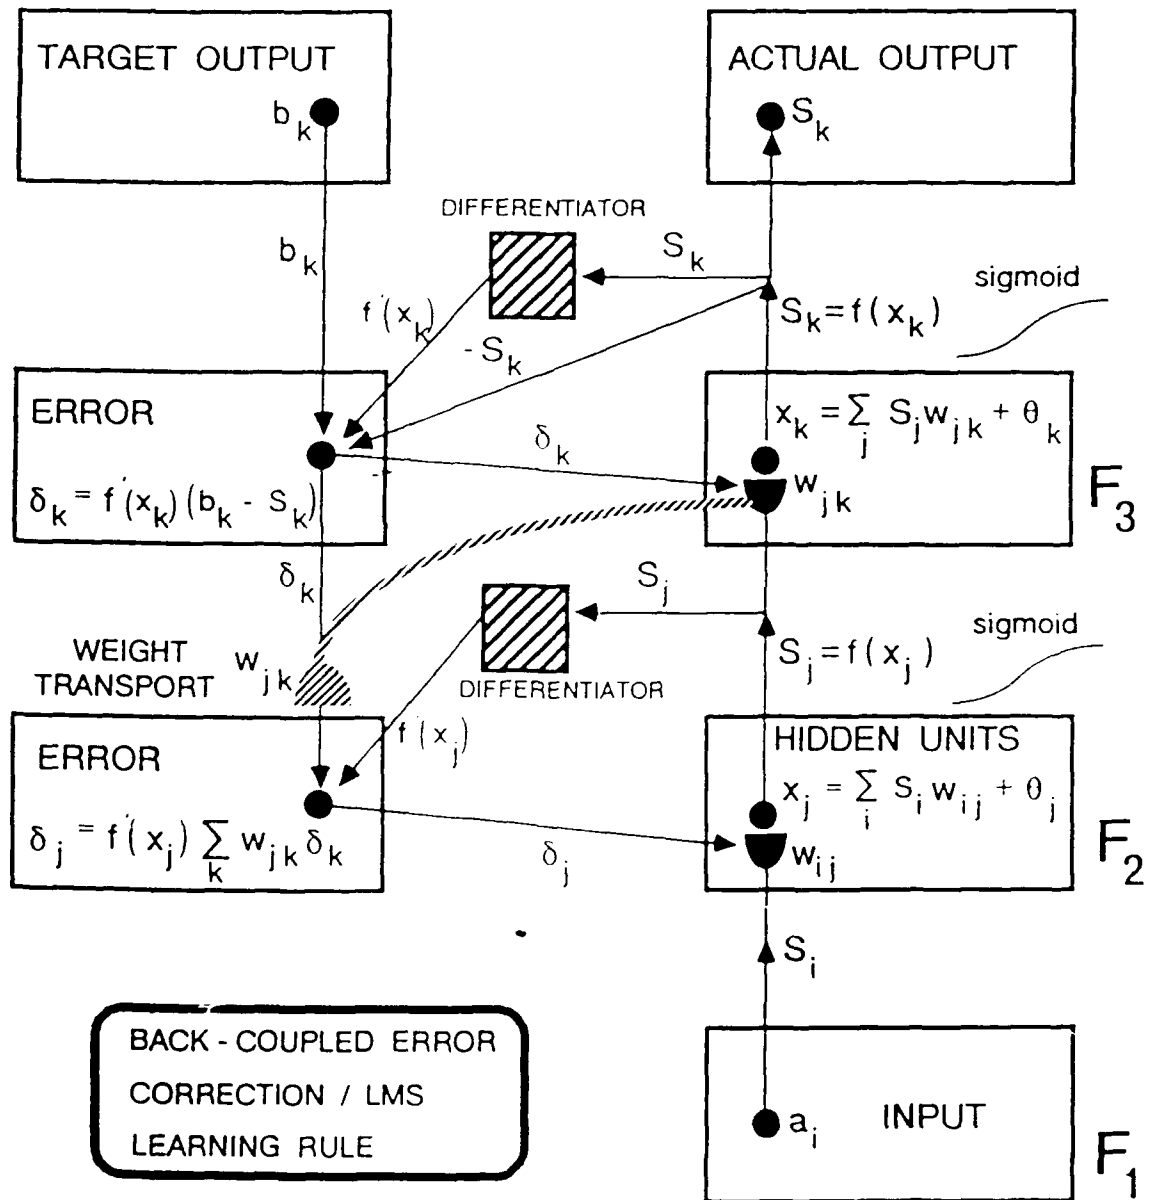 TARGET OUTPUT
b_k
ACTUAL OUTPUT
S_k
DIFFERENTIATOR
b_k
S_k
sigmoid
f'(x_k)
-S_k
S_k = f(x_k)
ERROR
δ_k = f'(x_k)(b_k - S_k)
δ_k
x_k = Σ_j S_j w_jk + θ_k
w_jk
F_3
δ_k
S_j
sigmoid
WEIGHT
TRANSPORT
w_jk
DIFFERENTIATOR
S_j = f(x_j)
f'(x_j)
ERROR
δ_j = f'(x_j) Σ_k w_jk δ_k
δ_j
HIDDEN UNITS
x_j = Σ_i S_i w_ij + θ_j
w_ij
F_2
S_i
BACK - COUPLED ERROR
CORRECTION / LMS
LEARNING RULE
a_i
INPUT
F_1